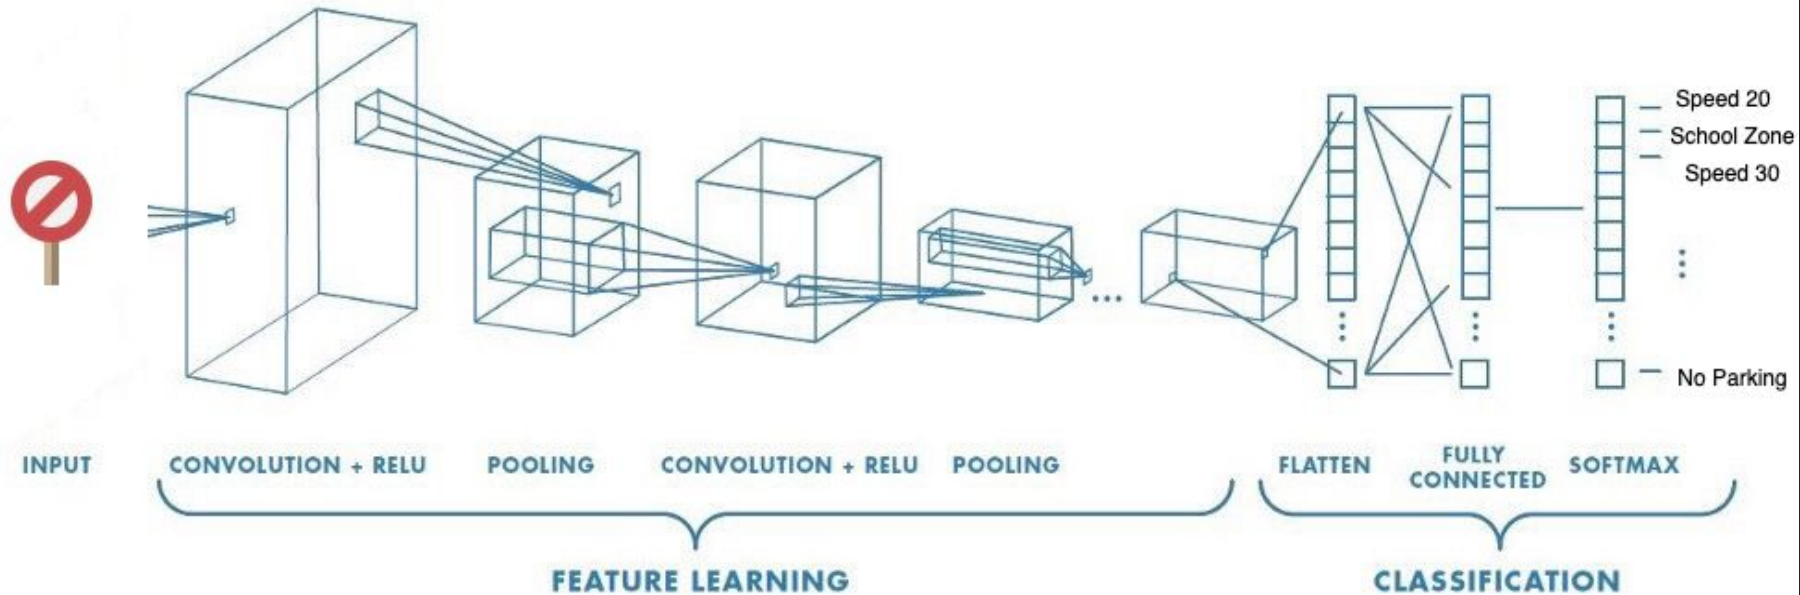 Speed 20
School Zone
Speed 30
No Parking
INPUT
CONVOLUTION + RELU
POOLING
CONVOLUTION + RELU
POOLING
FLATTEN
FULLY
CONNECTED
SOFTMAX
FEATURE LEARNING
CLASSIFICATION